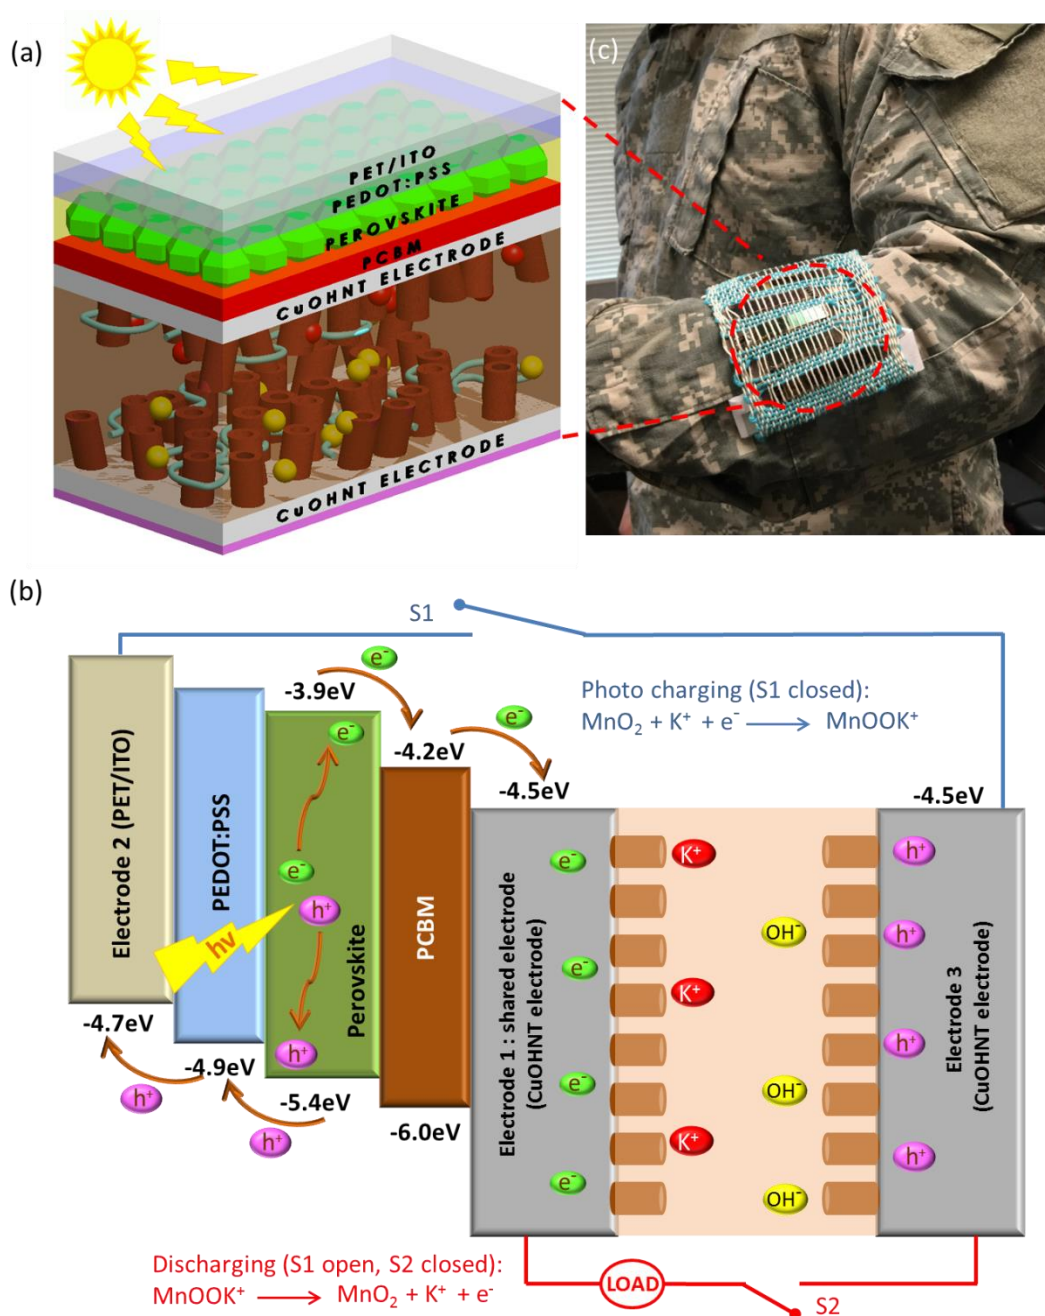 (a)
(c)
PET/ITO
PEDOT:PSS
PEROVSKITE
PCBM
CuOHNT ELECTRODE
CuOHNT ELECTRODE
(b)
S1
e⁻
-3.9eV
Photo charging (S1 closed):
MnO₂ + K⁺ + e⁻ ⟶ MnOOK⁺
e⁻
e⁻
-4.2eV
-4.5eV
-4.5eV
Electrode 2 (PET/ITO)
PEDOT:PSS
Perovskite
PCBM
Electrode 1 : shared electrode
(CuOHNT electrode)
Electrode 3
(CuOHNT electrode)
e⁻
h⁺
hv
h⁺
e⁻
e⁻
e⁻
e⁻
K⁺
K⁺
K⁺
OH⁻
OH⁻
OH⁻
h⁺
h⁺
h⁺
h⁺
-4.7eV
-4.9eV
-5.4eV
-6.0eV
h⁺
h⁺
Discharging (S1 open, S2 closed):
MnOOK⁺ ⟶ MnO₂ + K⁺ + e⁻
LOAD
S2